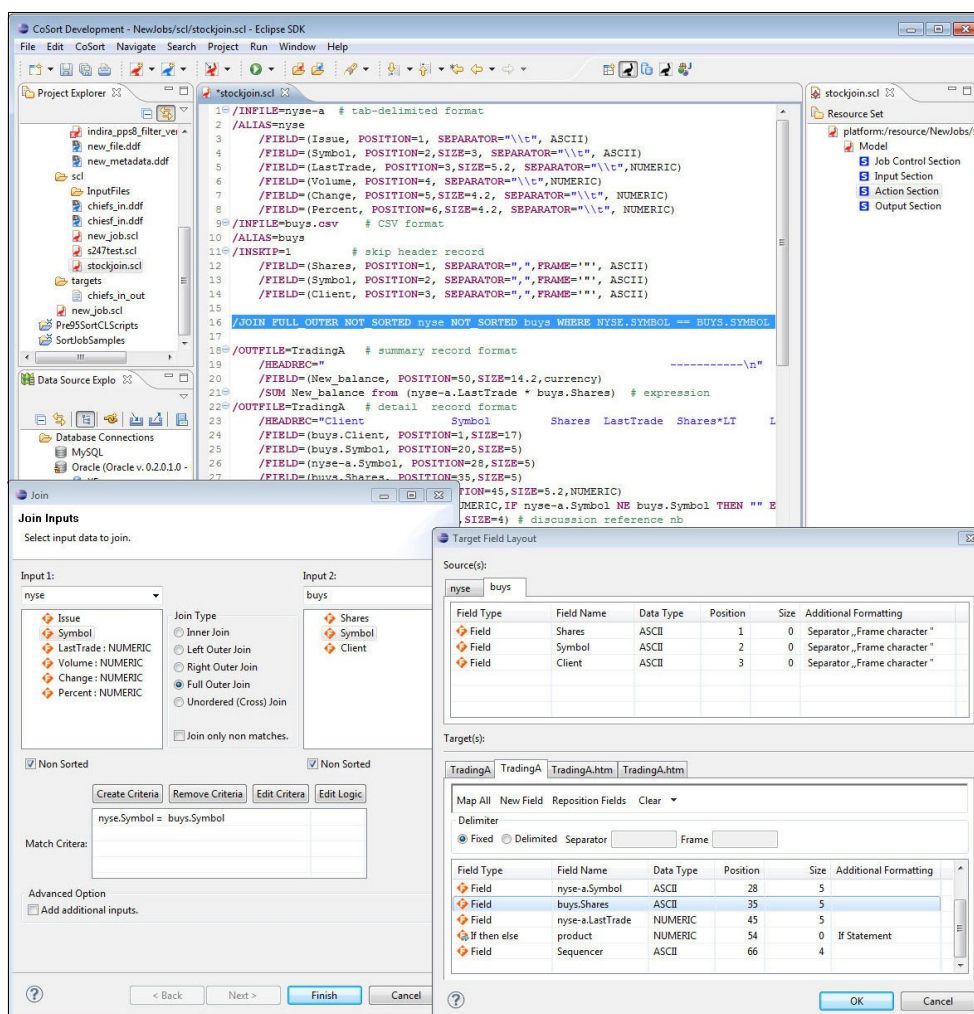 CoSort Development - NewJobs/scl/stockjoin.scl - Eclipse SDK
File Edit CoSort Navigate Search Project Run Window Help
Project Explorer
indira_pps8_filter_ver
new_file.ddf
new_metadata.ddf
scl
InputFiles
chiefs_in.ddf
chiesf_in.ddf
new_job.scl
s247test.scl
stockjoin.scl
targets
chiefs_in_out
new_job.scl
Pre95SortCLScripts
SortJobSamples
Data Source Explo
Database Connections
MySQL
Oracle (Oracle v. 0.2.0.1.0 -
*stockjoin.scl
1 /INFILE=nyse-a # tab-delimited format
2 /ALIAS=nyse
3 /FIELD=(Issue, POSITION=1, SEPARATOR="\\t", ASCII)
4 /FIELD=(Symbol, POSITION=2,SIZE=3, SEPARATOR="\\t", ASCII)
5 /FIELD=(LastTrade, POSITION=3,SIZE=5.2, SEPARATOR="\\t",NUMERIC)
6 /FIELD=(Volume, POSITION=4, SEPARATOR="\\t",NUMERIC)
7 /FIELD=(Change, POSITION=5,SIZE=4.2, SEPARATOR="\\t", NUMERIC)
8 /FIELD=(Percent, POSITION=6,SIZE=4.2, SEPARATOR="\\t", NUMERIC)
9 /INFILE=buys.csv # CSV format
10 /ALIAS=buys
11 /INSKIP=1 # skip header record
12 /FIELD=(Shares, POSITION=1, SEPARATOR=",",FRAME='"', ASCII)
13 /FIELD=(Symbol, POSITION=2, SEPARATOR=",",FRAME='"', ASCII)
14 /FIELD=(Client, POSITION=3, SEPARATOR=",",FRAME='"', ASCII)
15
16 /JOIN FULL_OUTER NOT_SORTED nyse NOT_SORTED buys WHERE NYSE.SYMBOL == BUYS.SYMBOL
17
18 /OUTFILE=TradingA # summary record format
19 /HEADREC=" -----------\n"
20 /FIELD=(New_balance, POSITION=50,SIZE=14.2,currency)
21 /SUM New_balance from (nyse-a.LastTrade * buys.Shares) # expression
22 /OUTFILE=TradingA # detail record format
23 /HEADREC="Client Symbol Shares LastTrade Shares*LT L
24 /FIELD=(buys.Client, POSITION=1,SIZE=17)
25 /FIELD=(buys.Symbol, POSITION=20,SIZE=5)
26 /FIELD=(nyse-a.Symbol, POSITION=28,SIZE=5)
27 /FIELD=(buys.Shares, POSITION=35,SIZE=5)
TION=45,SIZE=5.2,NUMERIC)
UMERIC,IF nyse-a.Symbol NE buys.Symbol THEN "" E
,SIZE=4) # discussion reference nb
stockjoin.scl
Resource Set
platform:/resource/NewJobs/s
Model
Job Control Section
Input Section
Action Section
Output Section
Join
Join Inputs
Select input data to join.
Input 1:
nyse
Issue
Symbol
LastTrade : NUMERIC
Volume : NUMERIC
Change : NUMERIC
Percent : NUMERIC
Non Sorted
Join Type
Inner Join
Left Outer Join
Right Outer Join
Full Outer Join
Unordered (Cross) Join
Join only non matches.
Input 2:
buys
Shares
Symbol
Client
Non Sorted
Create Criteria Remove Criteria Edit Critera Edit Logic
Match Critera:
nyse.Symbol = buys.Symbol
Advanced Option
Add additional inputs.
? < Back Next > Finish Cancel
Target Field Layout
Source(s):
nyse buys
Field Type Field Name Data Type Position Size Additional Formatting
Field Shares ASCII 1 0 Separator ,,Frame character "
Field Symbol ASCII 2 0 Separator ,,Frame character "
Field Client ASCII 3 0 Separator ,,Frame character "
Target(s):
TradingA TradingA TradingA.htm TradingA.htm
Map All New Field Reposition Fields Clear
Delimiter
Fixed Delimited Separator Frame
Field Type Field Name Data Type Position Size Additional Formatting
Field nyse-a.Symbol ASCII 28 5
Field buys.Shares ASCII 35 5
Field nyse-a.LastTrade NUMERIC 45 5
If then else product NUMERIC 54 0 If Statement
Field Sequencer ASCII 66 4
? OK Cancel